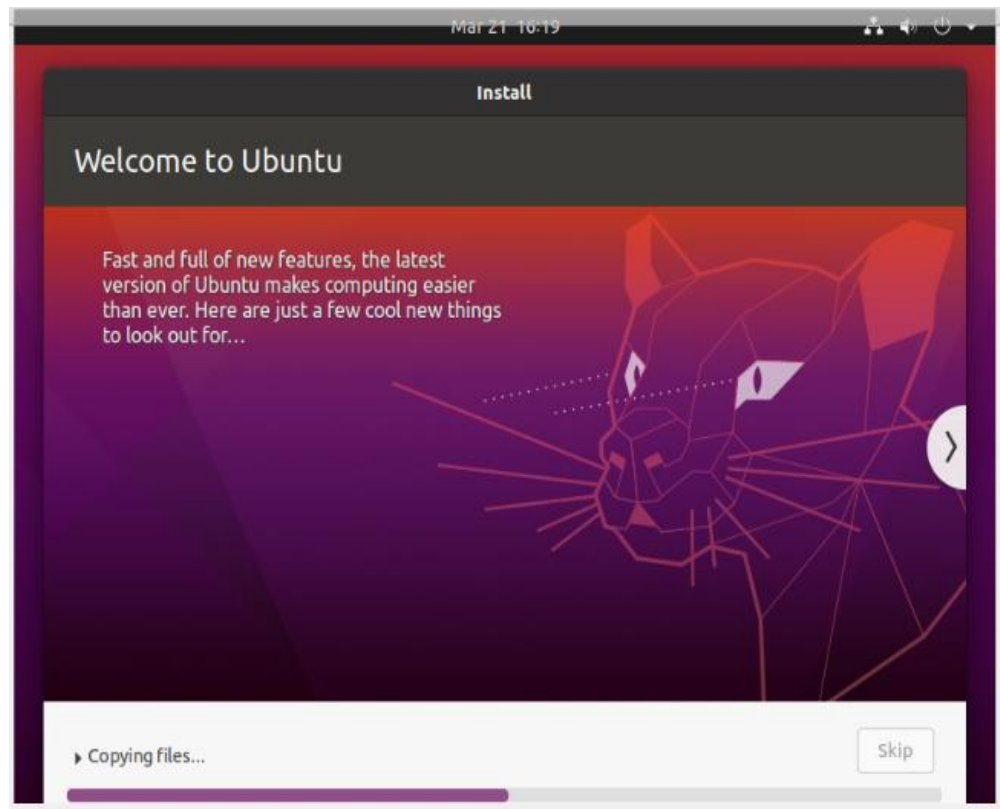 Mar 21 16:19
Install
Welcome to Ubuntu
Fast and full of new features, the latest
version of Ubuntu makes computing easier
than ever. Here are just a few cool new things
to look out for...
Copying files...
Skip